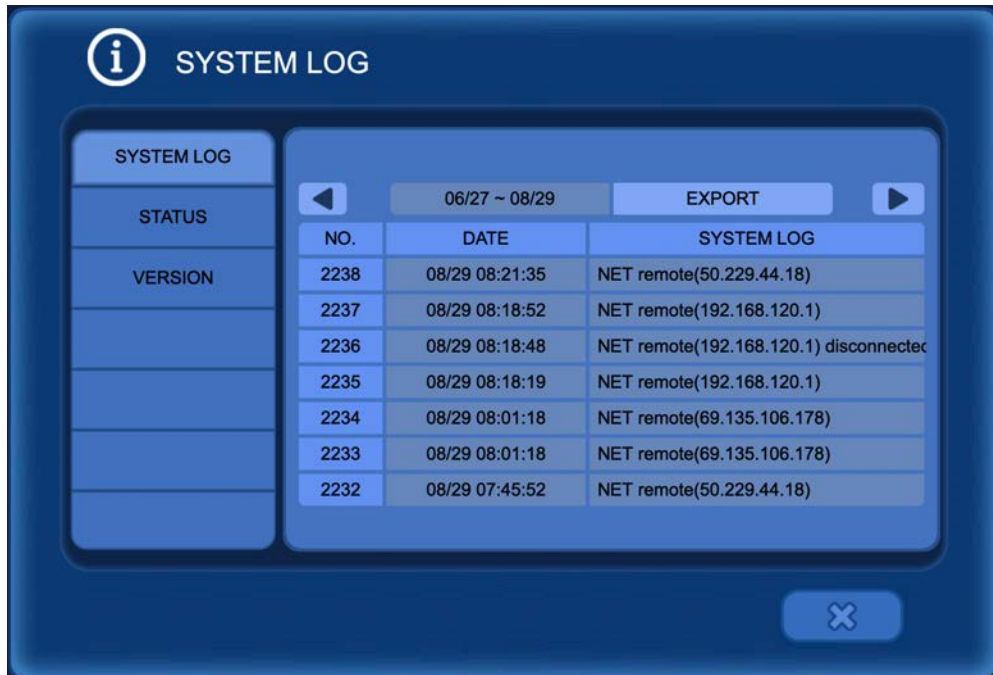 SYSTEM LOG
SYSTEM LOG
STATUS
VERSION
06/27 ~ 08/29 EXPORT
NO. DATE SYSTEM LOG
2238 08/29 08:21:35 NET remote(50.229.44.18)
2237 08/29 08:18:52 NET remote(192.168.120.1)
2236 08/29 08:18:48 NET remote(192.168.120.1) disconnected
2235 08/29 08:18:19 NET remote(192.168.120.1)
2234 08/29 08:01:18 NET remote(69.135.106.178)
2233 08/29 08:01:18 NET remote(69.135.106.178)
2232 08/29 07:45:52 NET remote(50.229.44.18)